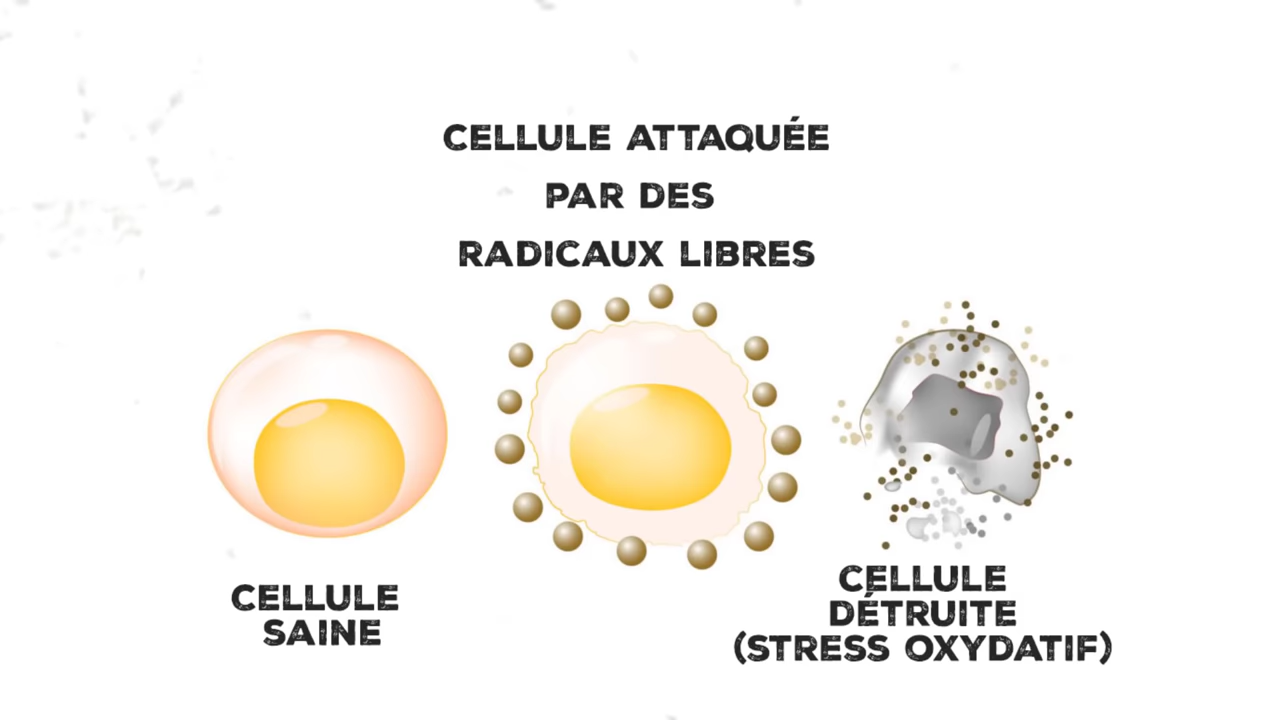 CELLULE ATTAQUÉE
PAR DES
RADICAUX LIBRES
CELLULE
SAINE
CELLULE
DÉTRUITE
(STRESS OXYDATIF)